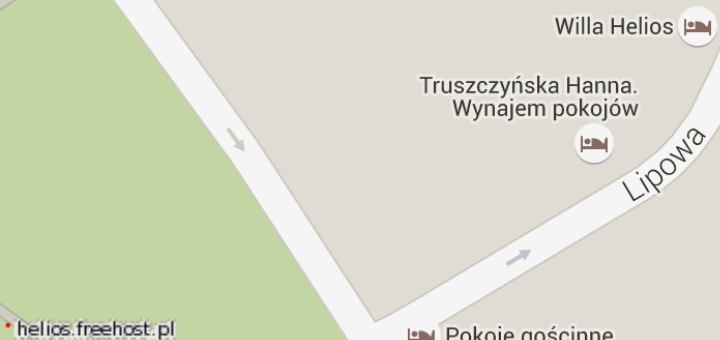 Willa Helios
Truszczyńska Hanna.
Wynajem pokojów
Lipowa
helios.freehost.pl
Pokoje gościnne